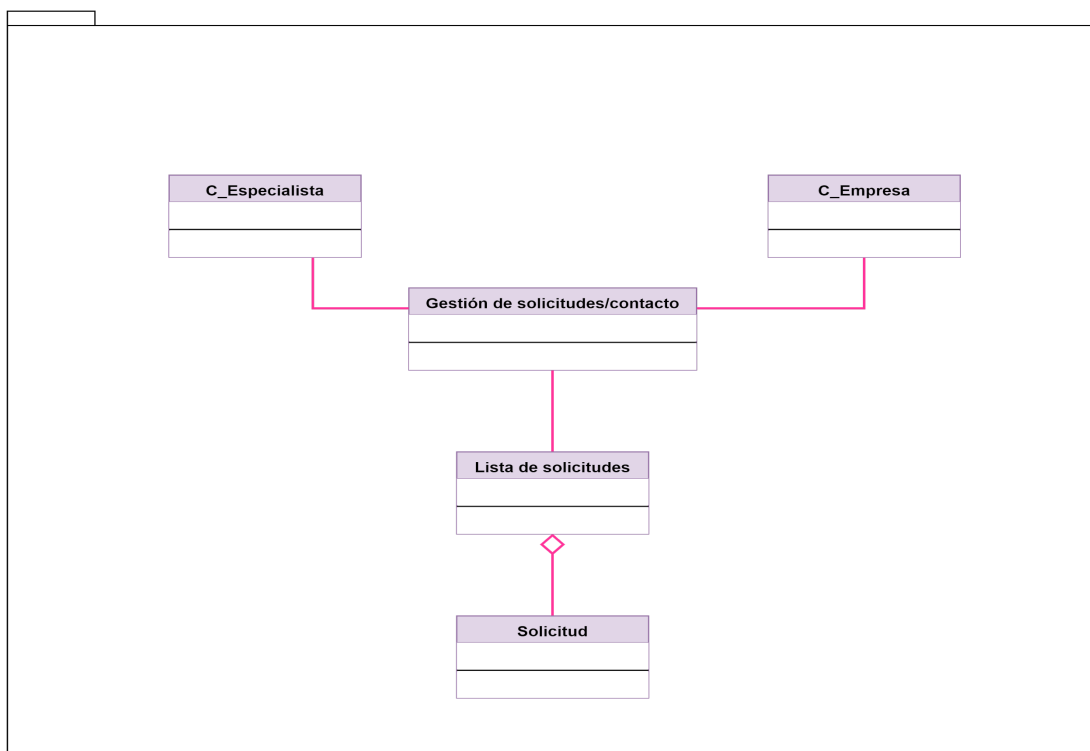 C_Especialista
C_Empresa
Gestión de solicitudes/contacto
Lista de solicitudes
Solicitud